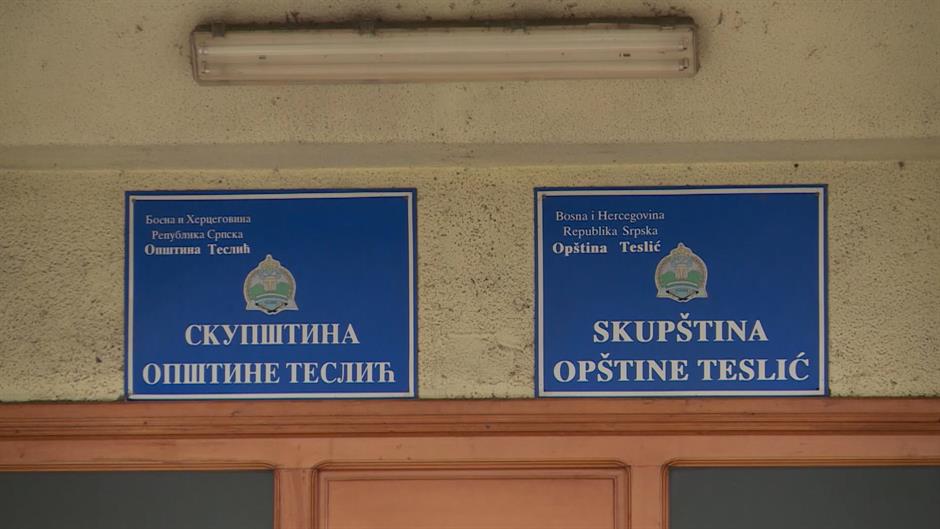 Босна и Херцеговина
Република Српска
Општина Теслић
СКУПШТИНА
ОПШТИНЕ ТЕСЛИЋ
Bosna i Hercegovina
Republika Srpska
Opština Teslić
SKUPŠTINA
OPŠTINE TESLIĆ